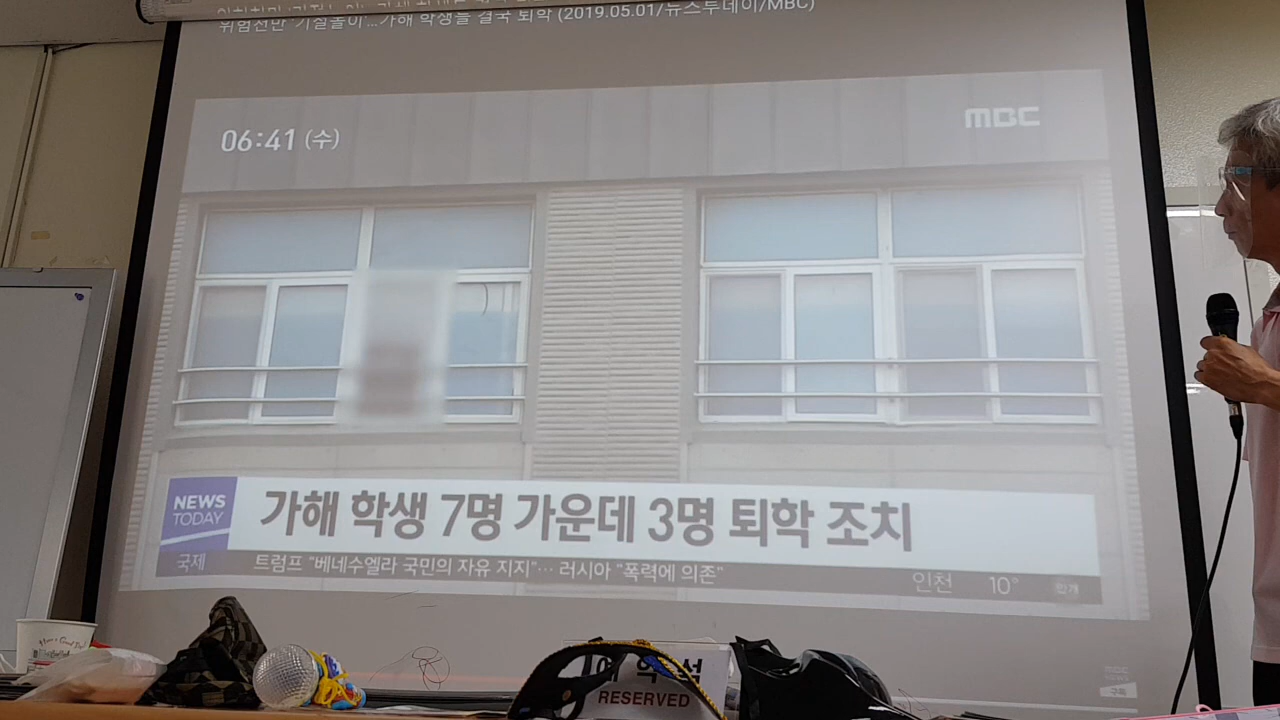 위험천만 '기절놀이'…가해 학생들 결국 퇴학 (2019.05.01/뉴스투데이/MBC)
06:41 (수)
MBC
NEWS
TODAY
가해 학생 7명 가운데 3명 퇴학 조치
국제
트럼프 "베네수엘라 국민의 자유 지지"… 러시아 "폭력에 의존"
인천 10°
MBC
NEWS
구독
RESERVED